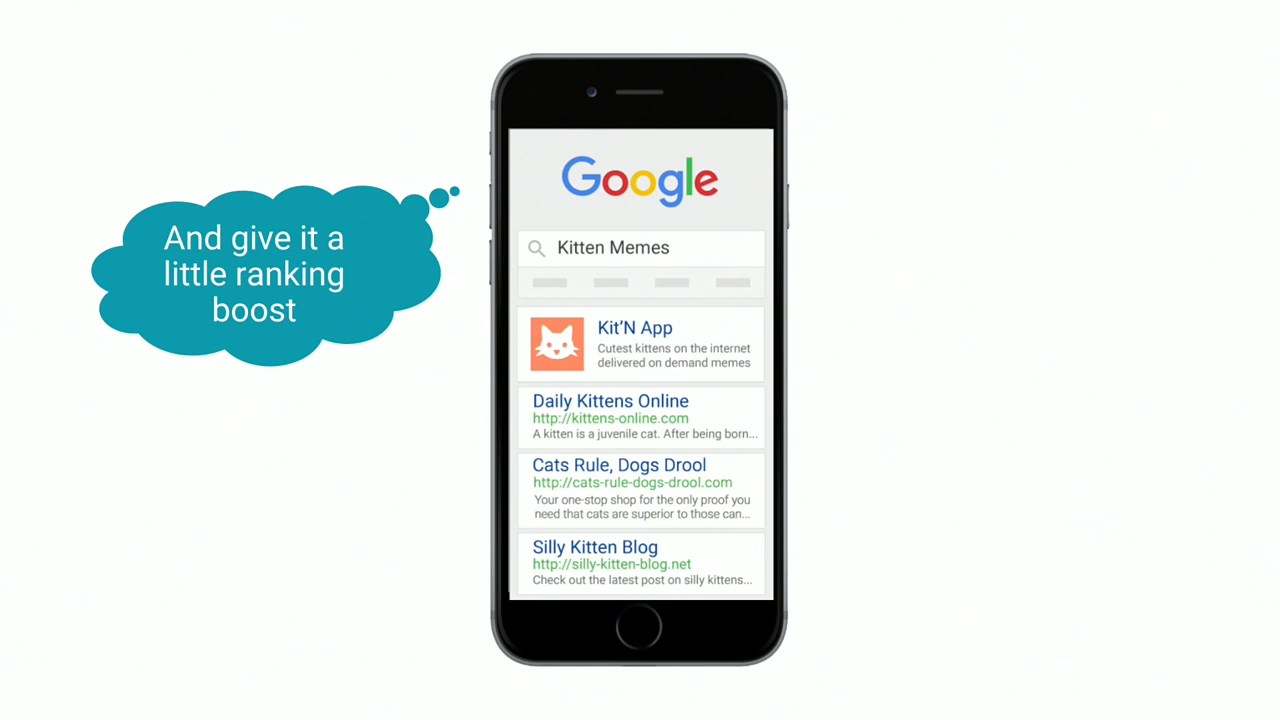 And give it a
little ranking
boost
Google
Kitten Memes
Kit'N App
Cutest kittens on the internet
delivered on demand memes
Daily Kittens Online
http://kittens-online.com
A kitten is a juvenile cat. After being born...
Cats Rule, Dogs Drool
http://cats-rule-dogs-drool.com
Your one-stop shop for the only proof you
need that cats are superior to those can...
Silly Kitten Blog
http://silly-kitten-blog.net
Check out the latest post on silly kittens...